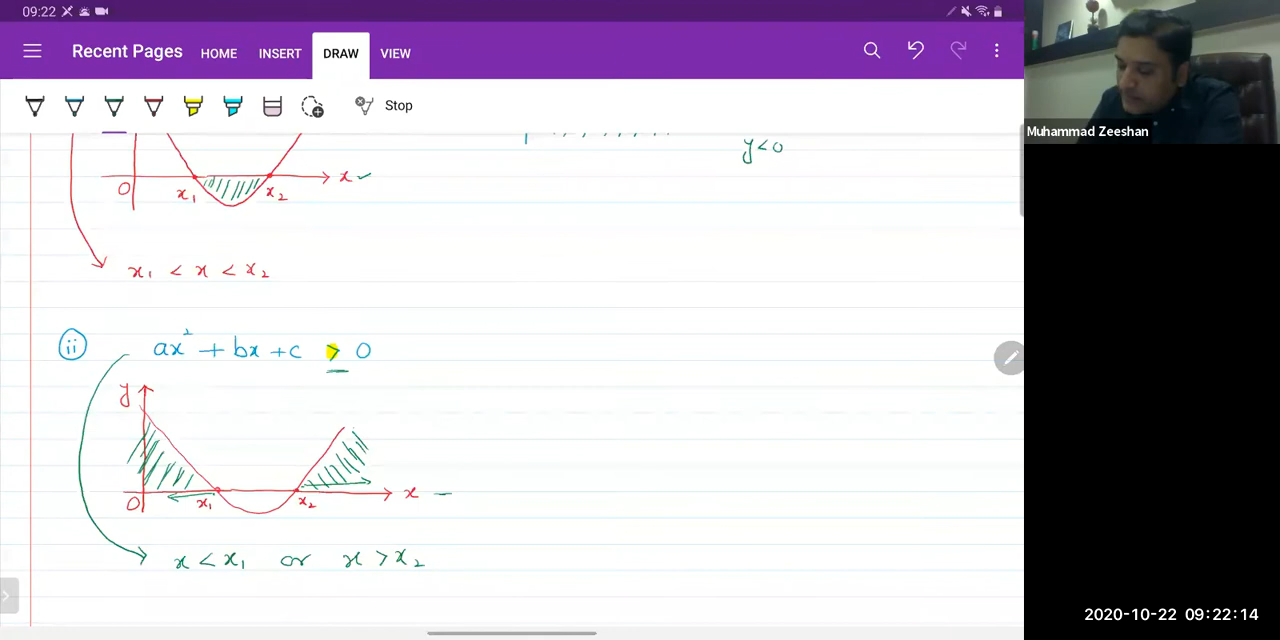 09:22
Recent Pages HOME INSERT DRAW VIEW
Stop
Muhammad Zeeshan
y < 0
0 x₁ x₂ x
x₁ < x < x₂
ii ax² + bx + c > 0
y
0 x₁ x₂ x
x < x₁ or x > x₂
2020-10-22 09:22:14